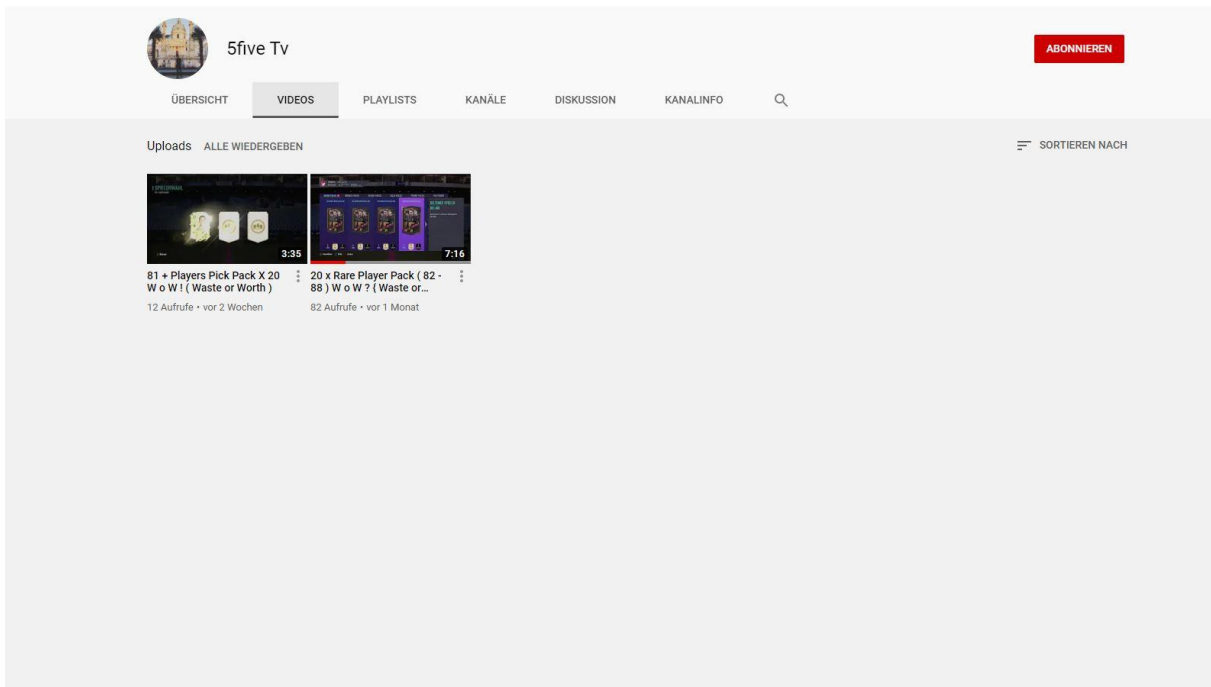 5five Tv
ABONNIEREN
ÜBERSICHT VIDEOS PLAYLISTS KANÄLE DISKUSSION KANALINFO
Uploads ALLE WIEDERGEBEN
SORTIEREN NACH
3:35
7:16
81 + Players Pick Pack X 20
W o W ! ( Waste or Worth )
12 Aufrufe • vor 2 Wochen
20 x Rare Player Pack ( 82 -
88 ) W o W ? ( Waste or...
82 Aufrufe • vor 1 Monat